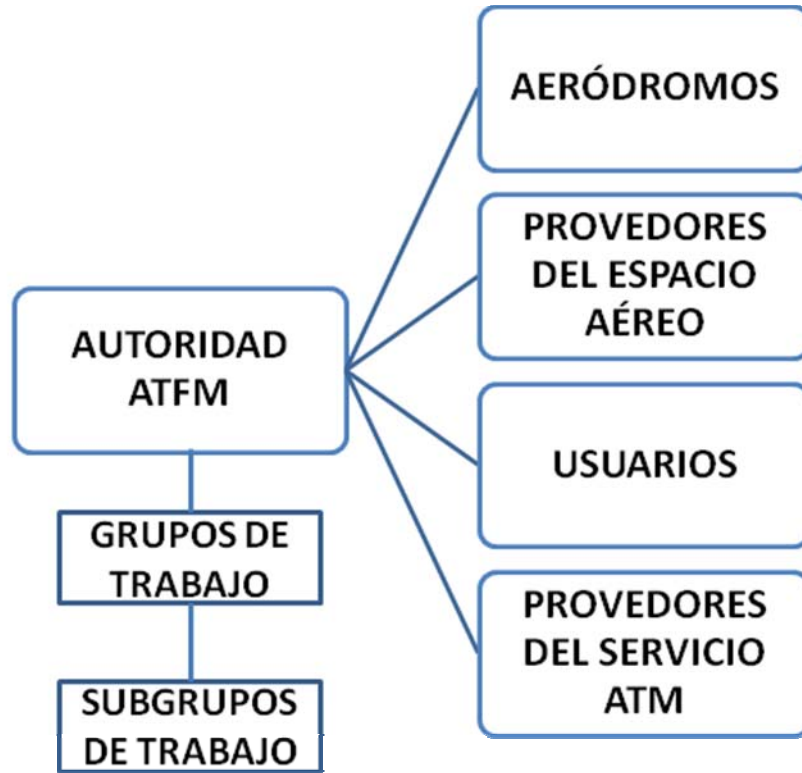 AERÓDROMOS
PROVEDORES
DEL ESPACIO
AÉREO
AUTORIDAD
ATFM
USUARIOS
GRUPOS DE
TRABAJO
PROVEDORES
DEL SERVICIO
ATM
SUBGRUPOS
DE TRABAJO